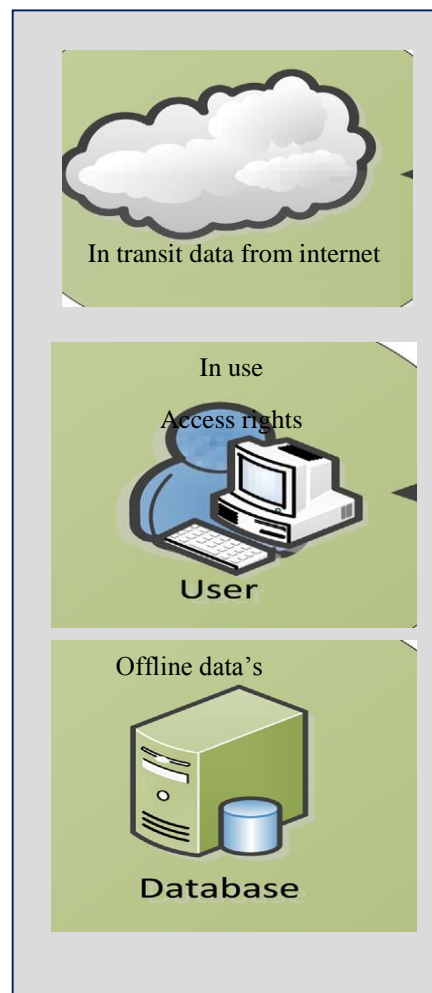 In transit data from internet
In use
Access rights
User
Offline data’s
Database